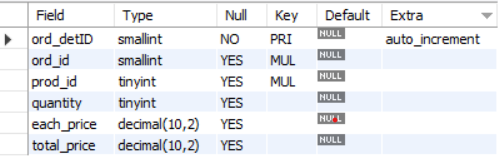 Field Type Null Key Default Extra
ord_detID smallint NO PRI NULL auto_increment
ord_id smallint YES MUL NULL
prod_id tinyint YES MUL NULL
quantity tinyint YES NULL
each_price decimal(10,2) YES NULL
total_price decimal(10,2) YES NULL